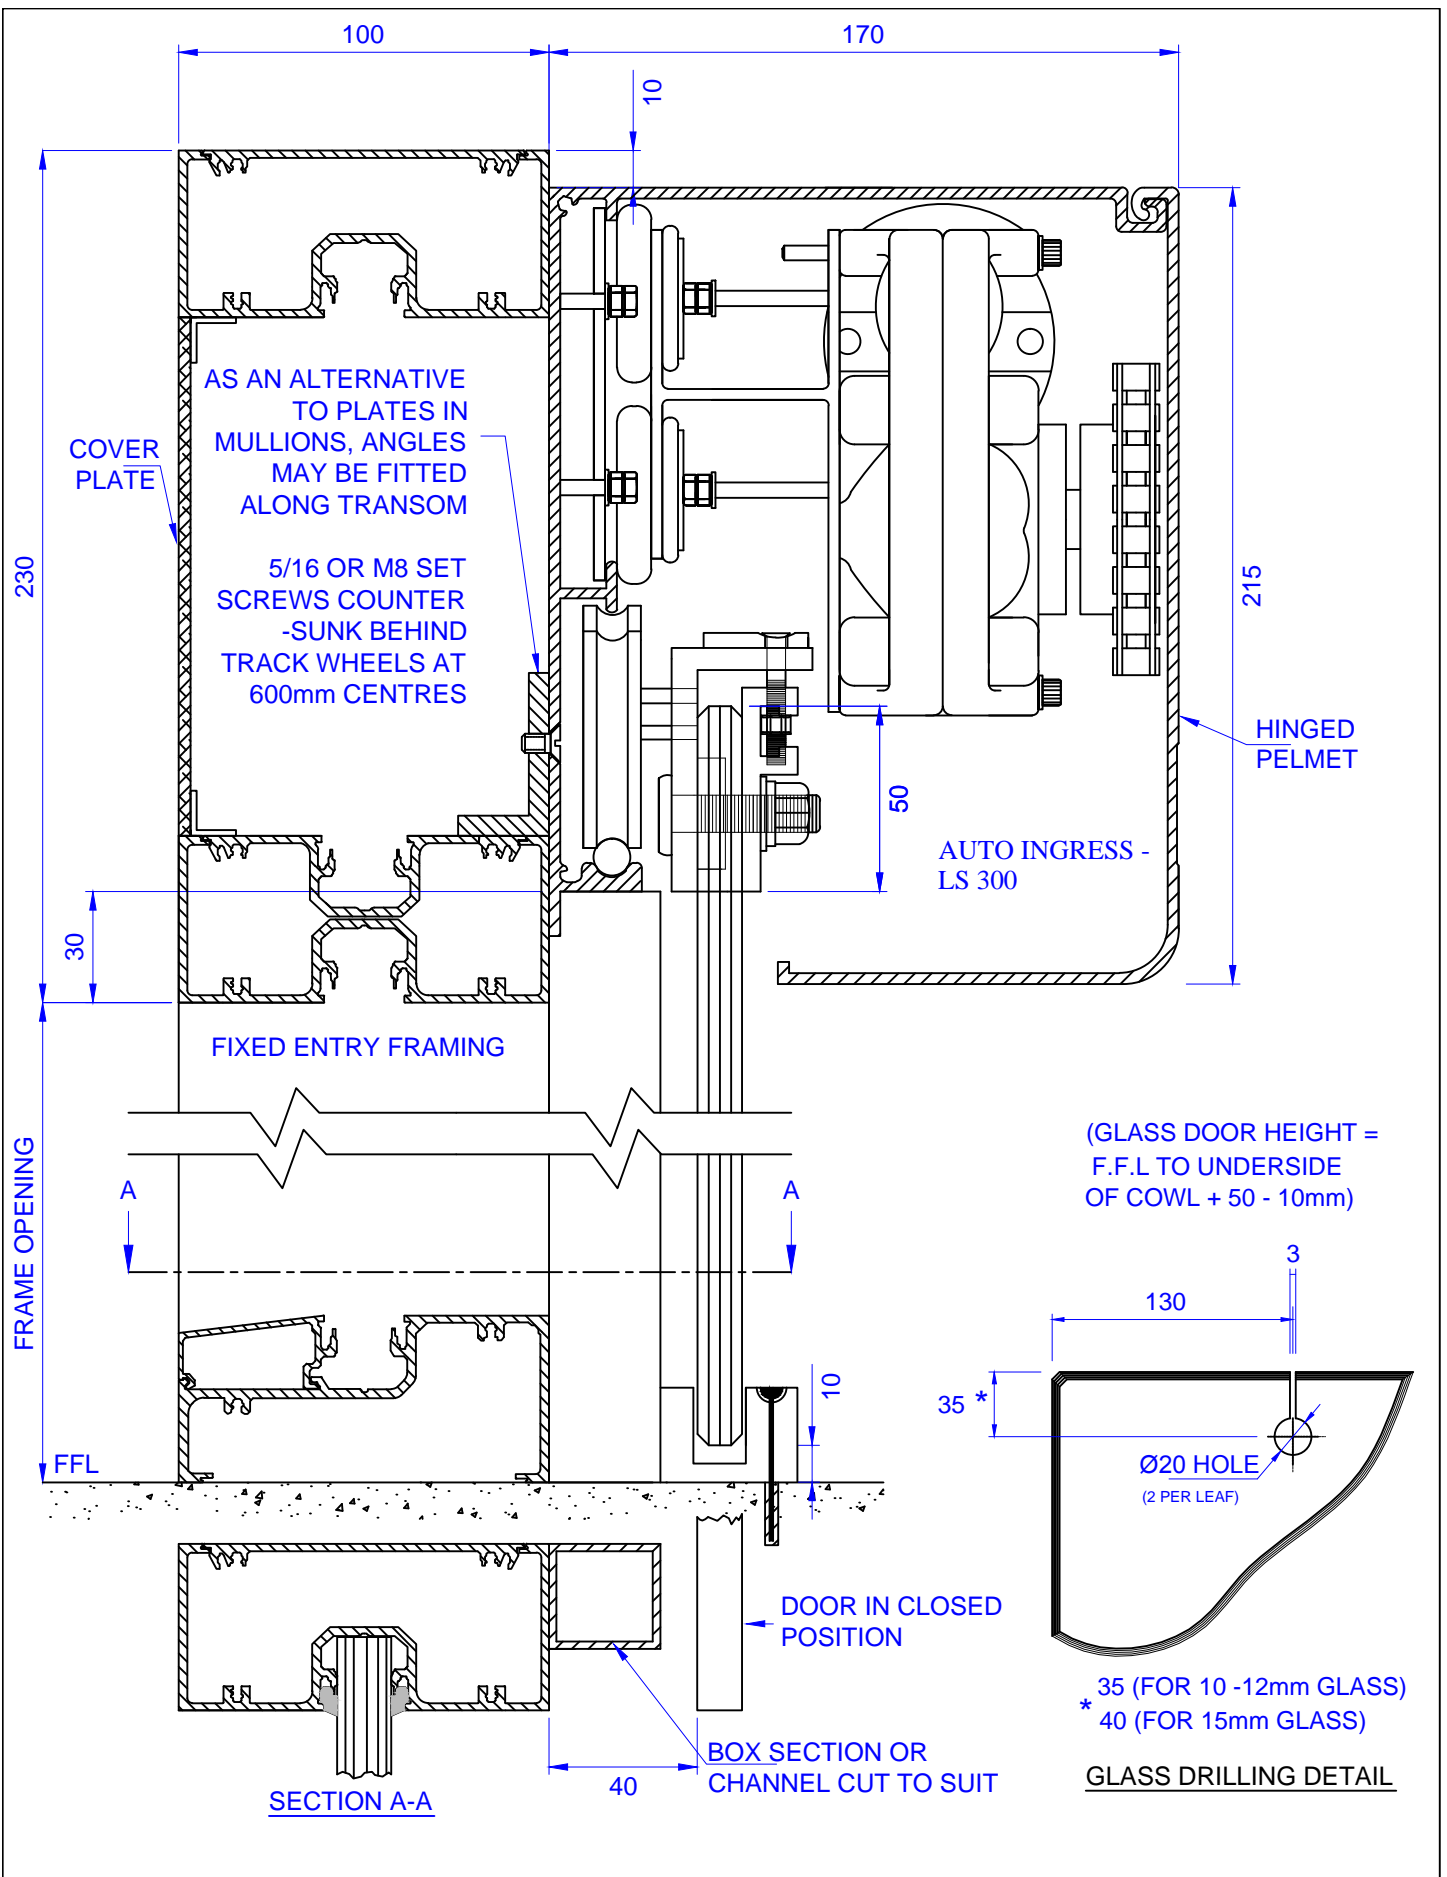 100
170
10
AS AN ALTERNATIVE
TO PLATES IN
MULLIONS, ANGLES
MAY BE FITTED
ALONG TRANSOM
COVER
PLATE
5/16 OR M8 SET
SCREWS COUNTER
-SUNK BEHIND
TRACK WHEELS AT
600mm CENTRES
230
215
HINGED
PELMET
50
AUTO INGRESS -
LS 300
30
FIXED ENTRY FRAMING
(GLASS DOOR HEIGHT =
F.F.L TO UNDERSIDE
OF COWL + 50 - 10mm)
FRAME OPENING
A
A
3
130
35 *
Ø20 HOLE
(2 PER LEAF)
10
FFL
DOOR IN CLOSED
POSITION
35 (FOR 10 -12mm GLASS)
* 40 (FOR 15mm GLASS)
BOX SECTION OR
CHANNEL CUT TO SUIT
40
GLASS DRILLING DETAIL
SECTION A-A